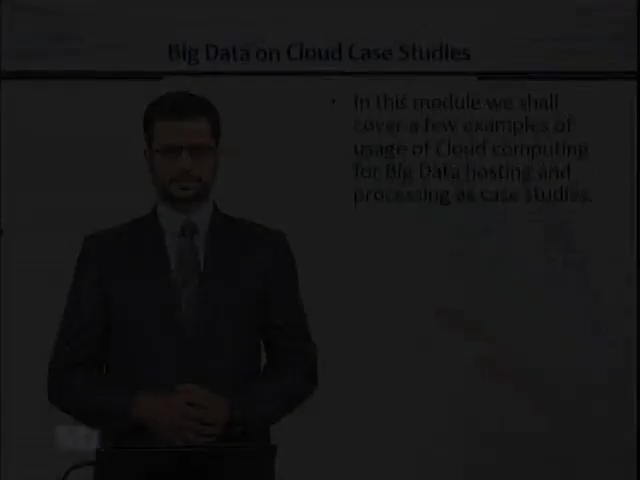 Big Data on Cloud Case Studies
• In this module we shall
cover a few examples of
usage of Cloud computing
for Big Data hosting and
processing as case studies.